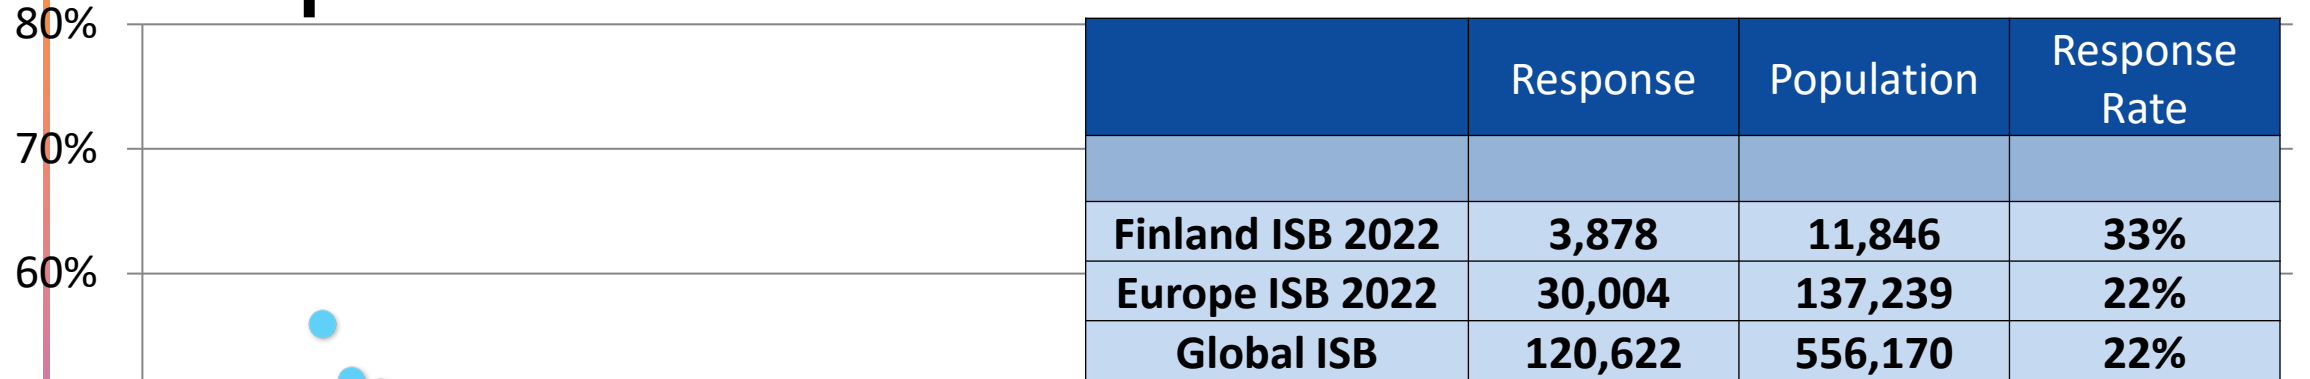 80%
70%
60%
Response Population Response Rate
Finland ISB 2022 3,878 11,846 33%
Europe ISB 2022 30,004 137,239 22%
Global ISB 120,622 556,170 22%